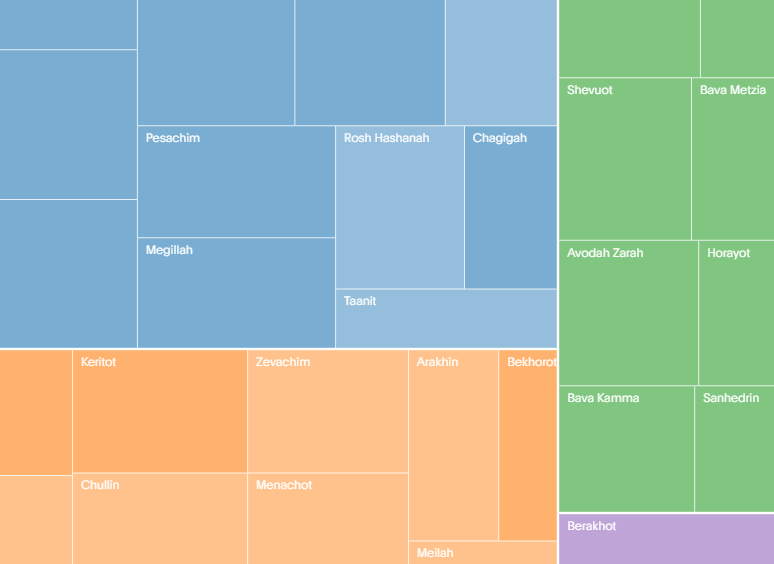 Shevuot
Bava Metzia
Pesachim
Rosh Hashanah
Chagigah
Megillah
Avodah Zarah
Horayot
Taanit
Keritot
Zevachim
Arakhin
Bekhorot
Bava Kamma
Sanhedrin
Chullin
Menachot
Berakhot
Meilah